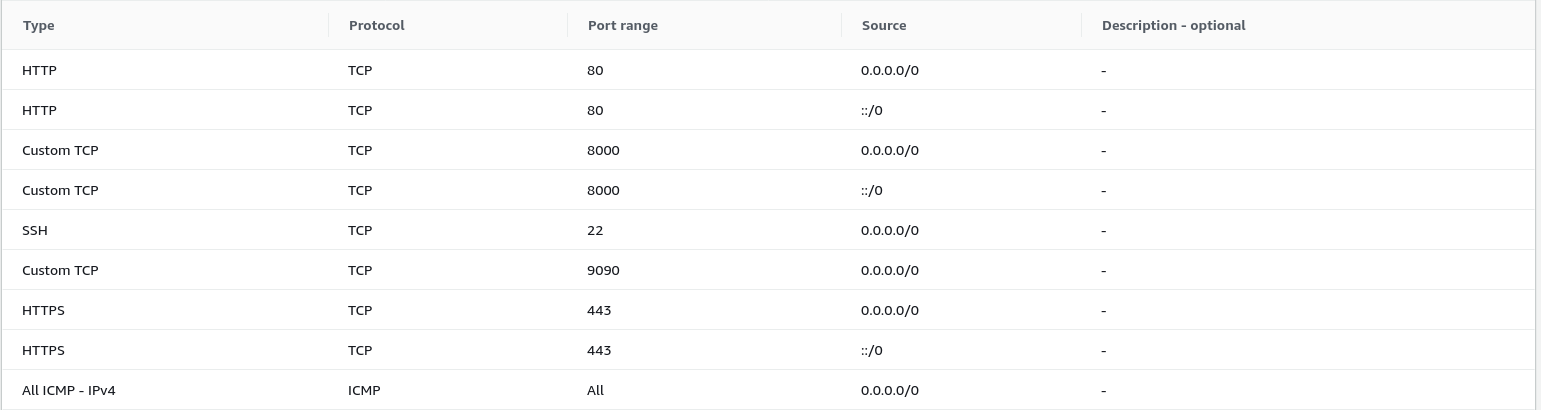 Type Protocol Port range Source Description - optional
HTTP TCP 80 0.0.0.0/0 -
HTTP TCP 80 ::/0 -
Custom TCP TCP 8000 0.0.0.0/0 -
Custom TCP TCP 8000 ::/0 -
SSH TCP 22 0.0.0.0/0 -
Custom TCP TCP 9090 0.0.0.0/0 -
HTTPS TCP 443 0.0.0.0/0 -
HTTPS TCP 443 ::/0 -
All ICMP - IPv4 ICMP All 0.0.0.0/0 -